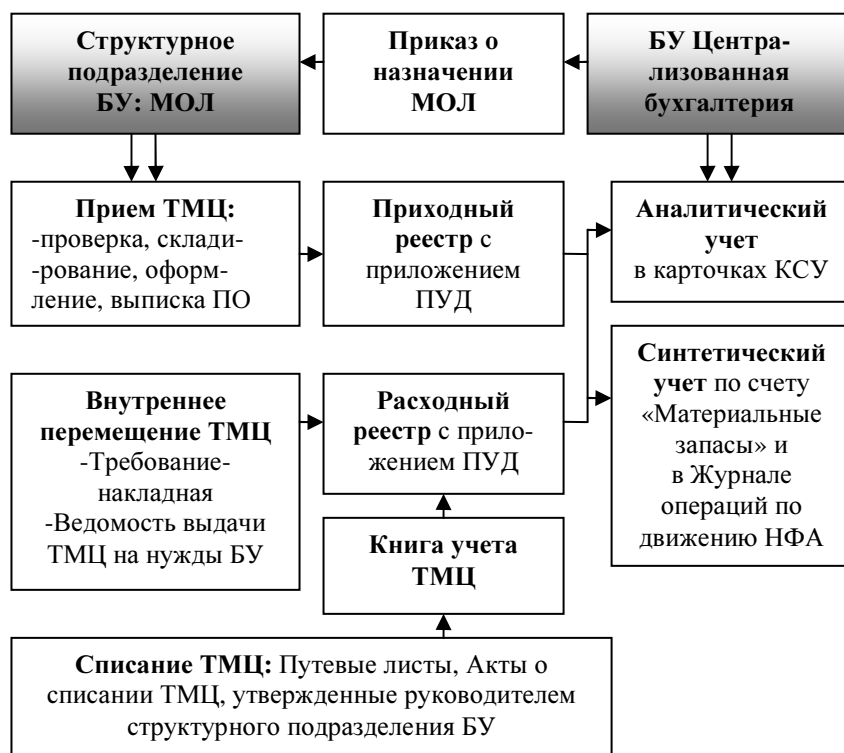 Структурное
подразделение
БУ: МОЛ
Приказ о
назначении
МОЛ
БУ Центра-
лизованная
бухгалтерия
Прием ТМЦ:
-проверка, склади-
-рование, оформ-
ление, выписка ПО
Приходный
реестр с
приложением
ПУД
Аналитический
учет
в карточках КСУ
Внутреннее
перемещение ТМЦ
-Требование-
накладная
-Ведомость выдачи
ТМЦ на нужды БУ
Расходный
реестр с прило-
жением ПУД
Синтетический
учет по счету
«Материальные
запасы» и
в Журнале
операций по
движению НФА
Книга учета
ТМЦ
Списание ТМЦ: Путевые листы, Акты о
списании ТМЦ, утвержденные руководителем
структурного подразделения БУ